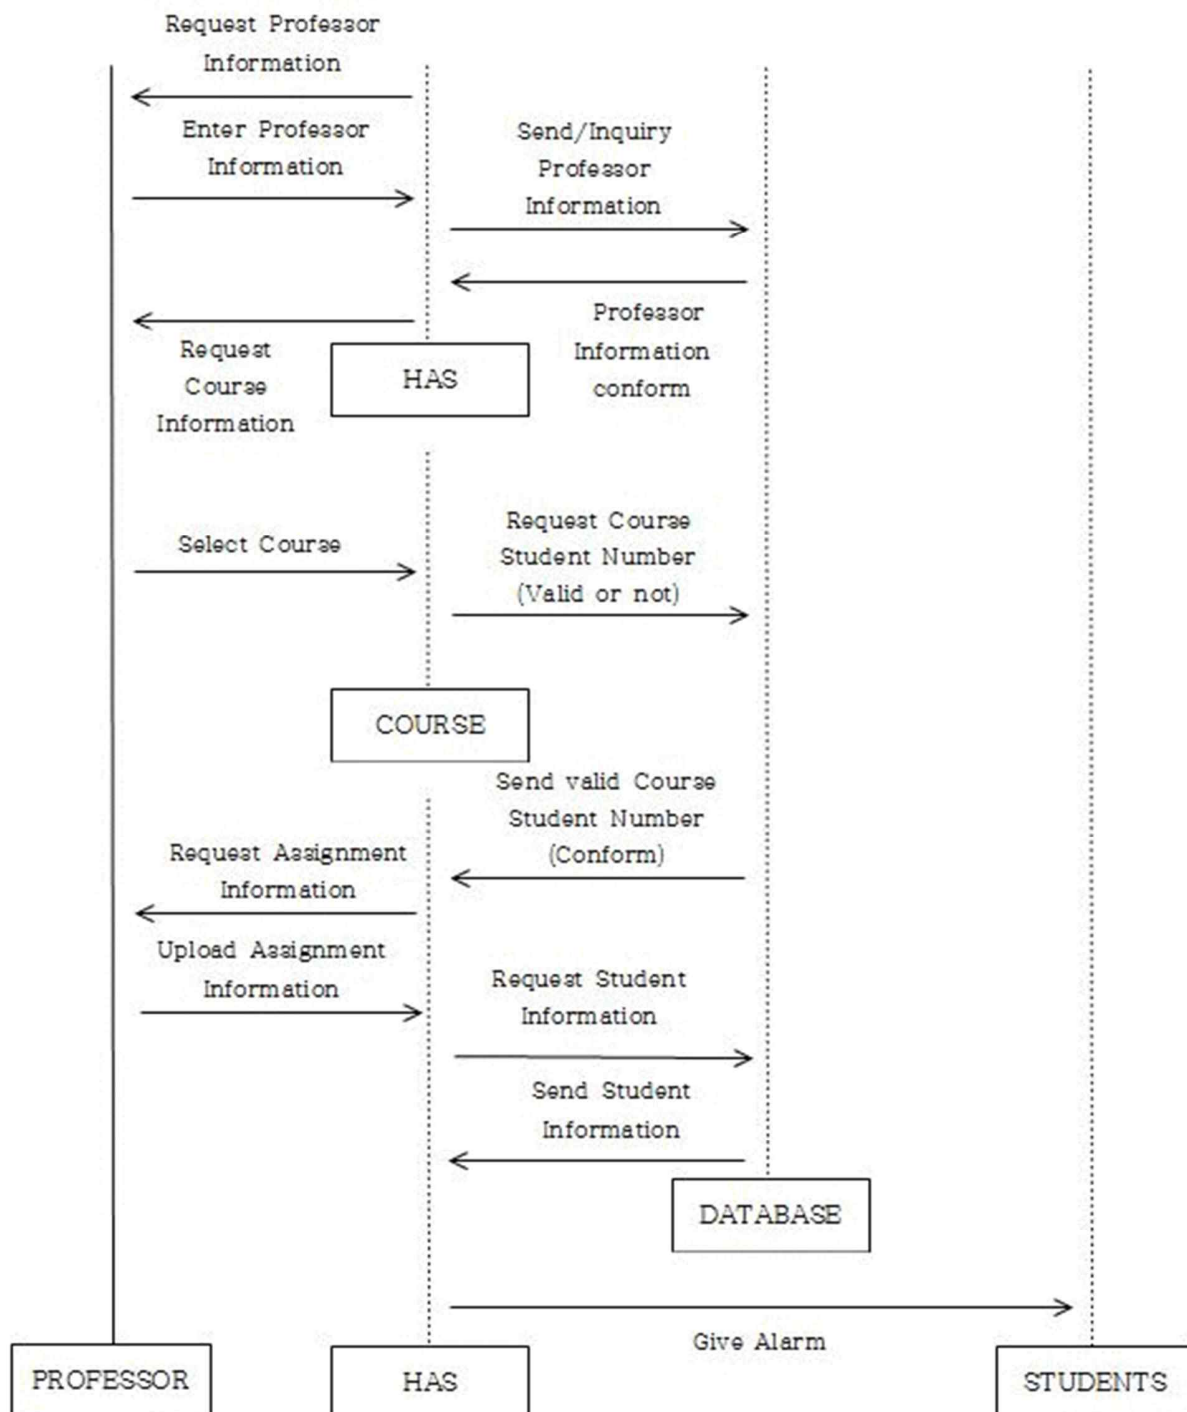 Request Professor
Information
Enter Professor
Information
Send/Inquiry
Professor
Information
Professor
Information
conform
Request
Course
Information
HAS
Select Course
Request Course
Student Number
(Valid or not)
COURSE
Send valid Course
Student Number
(Conform)
Request Assignment
Information
Upload Assignment
Information
Request Student
Information
Send Student
Information
DATABASE
Give Alarm
PROFESSOR
HAS
STUDENTS